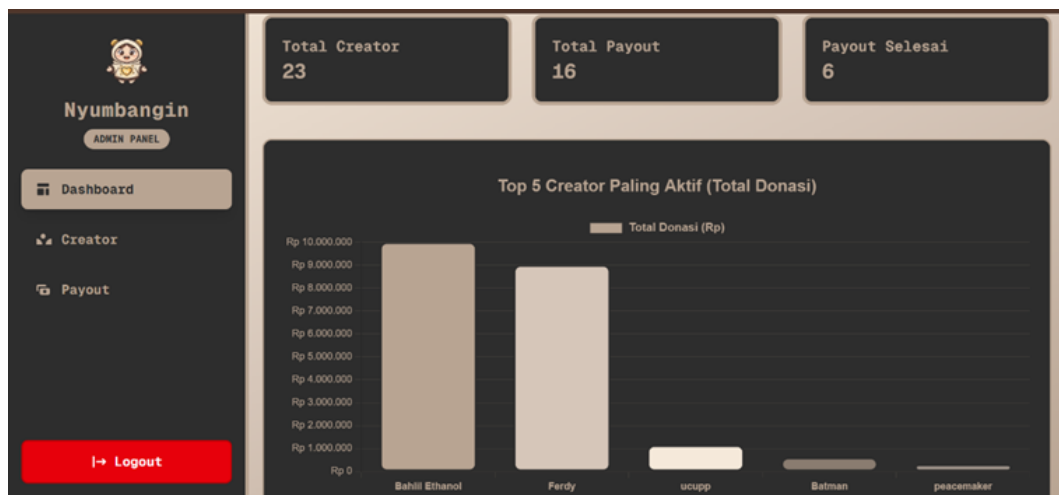 Nyumbangin
ADMIN PANEL
Dashboard
Creator
Payout
Logout
Total Creator
23
Total Payout
16
Payout Selesai
6
Top 5 Creator Paling Aktif (Total Donasi)
Total Donasi (Rp)
Rp 10.000.000
Rp 9.000.000
Rp 8.000.000
Rp 7.000.000
Rp 6.000.000
Rp 5.000.000
Rp 4.000.000
Rp 3.000.000
Rp 2.000.000
Rp 1.000.000
Rp 0
Bahlil Ethanol
Ferdy
ucupp
Batman
peacemaker